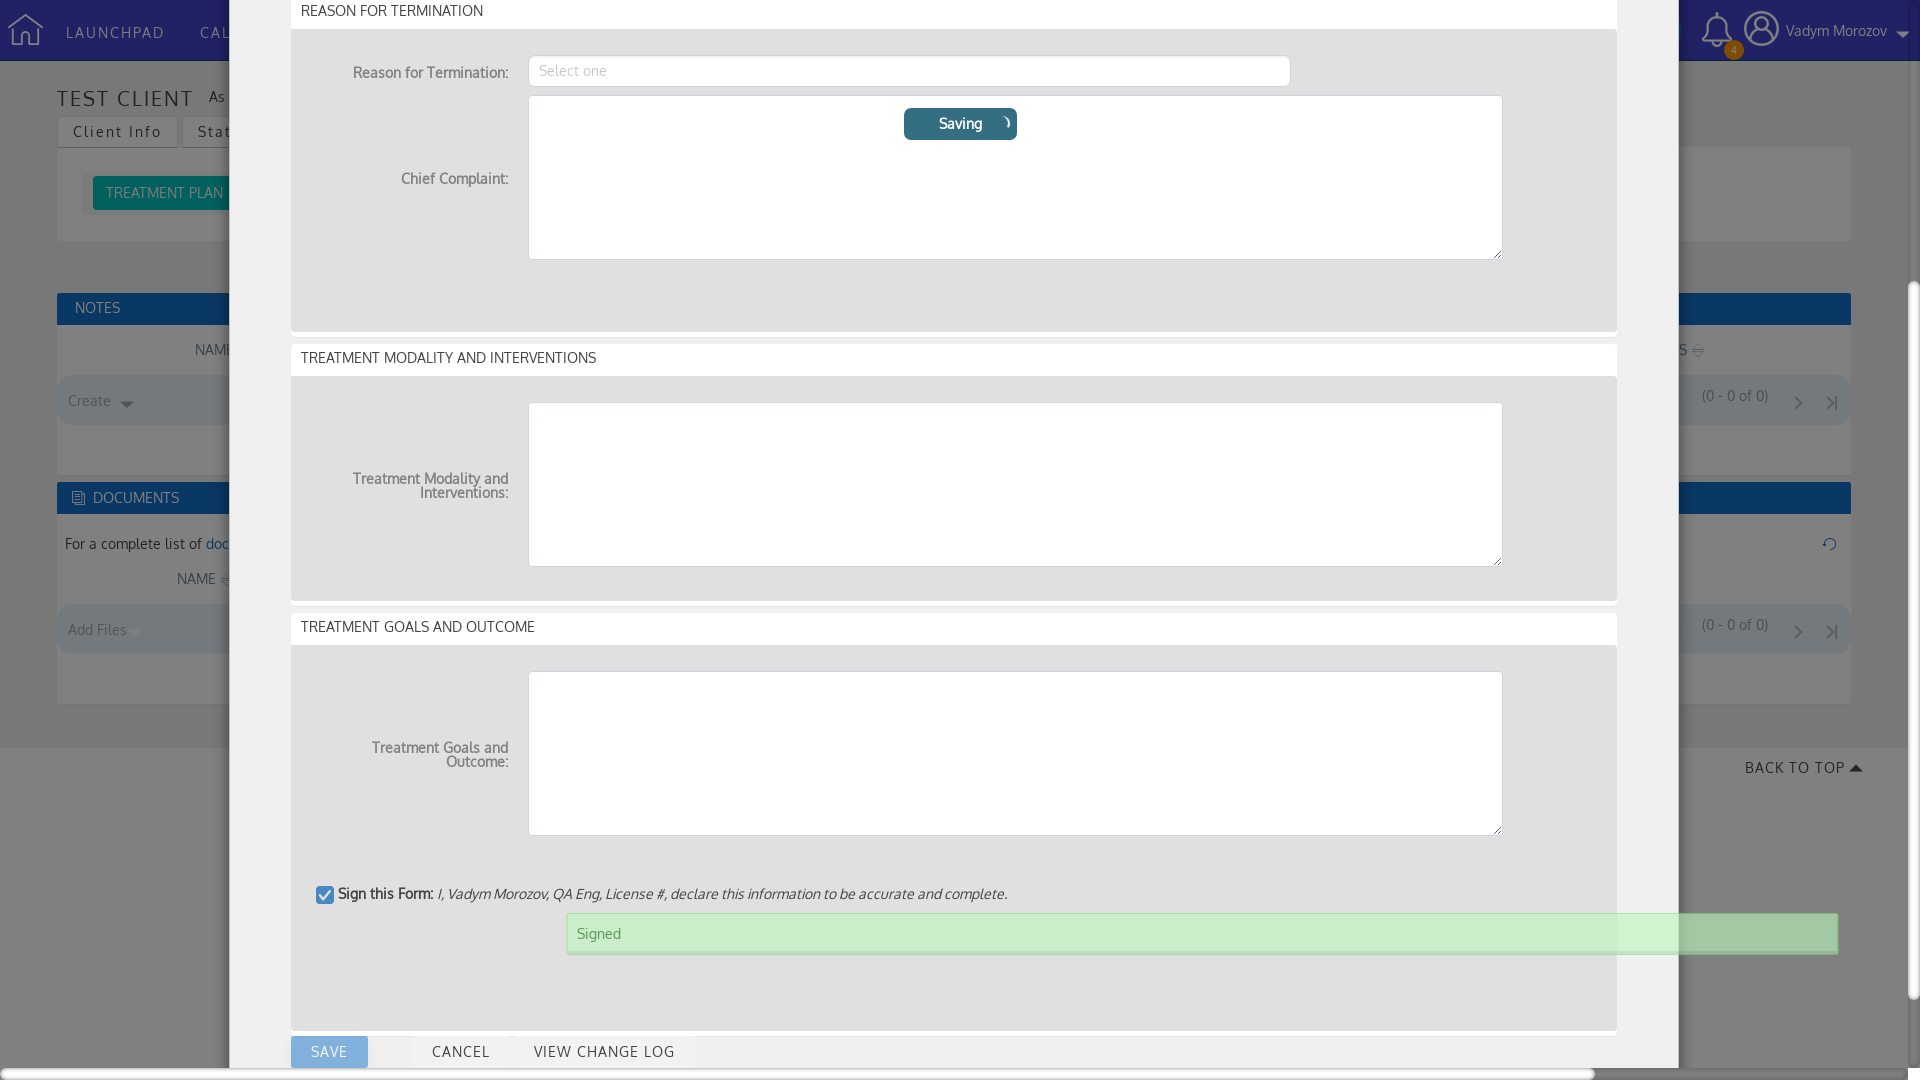 REASON FOR TERMINATION
LAUNCHPAD
CAL
4
Vadym Morozov
Reason for Termination:
Select one
TEST CLIENT
As
Saving
Client Info
Stat
Chief Complaint:
TREATMENT PLAN
NOTES
NAME
S
TREATMENT MODALITY AND INTERVENTIONS
Create
(0 - 0 of 0)
Treatment Modality and
Interventions:
DOCUMENTS
For a complete list of doc
NAME
Add Files
(0 - 0 of 0)
TREATMENT GOALS AND OUTCOME
Treatment Goals and
Outcome:
BACK TO TOP
Sign this Form: I, Vadym Morozov, QA Eng, License #, declare this information to be accurate and complete.
Signed
SAVE
CANCEL
VIEW CHANGE LOG